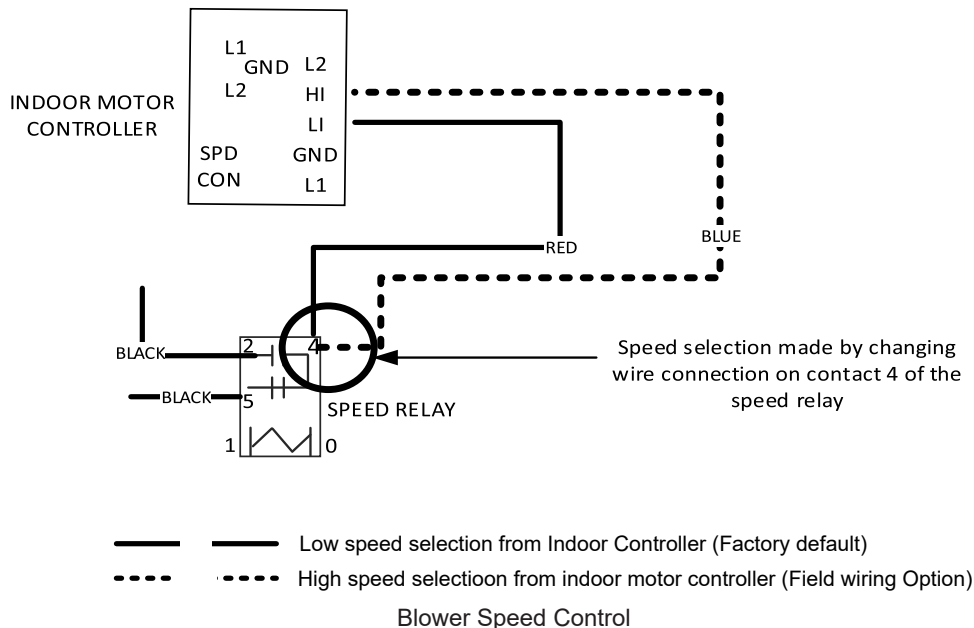 L1
GND
L2
L2
HI
INDOOR MOTOR
CONTROLLER
LI
SPD
CON
GND
L1
RED
BLUE
BLACK
2
4
BLACK
5
SPEED RELAY
1
0
Speed selection made by changing
wire connection on contact 4 of the
speed relay
Low speed selection from Indoor Controller (Factory default)
High speed selectioon from indoor motor controller (Field wiring Option)
Blower Speed Control